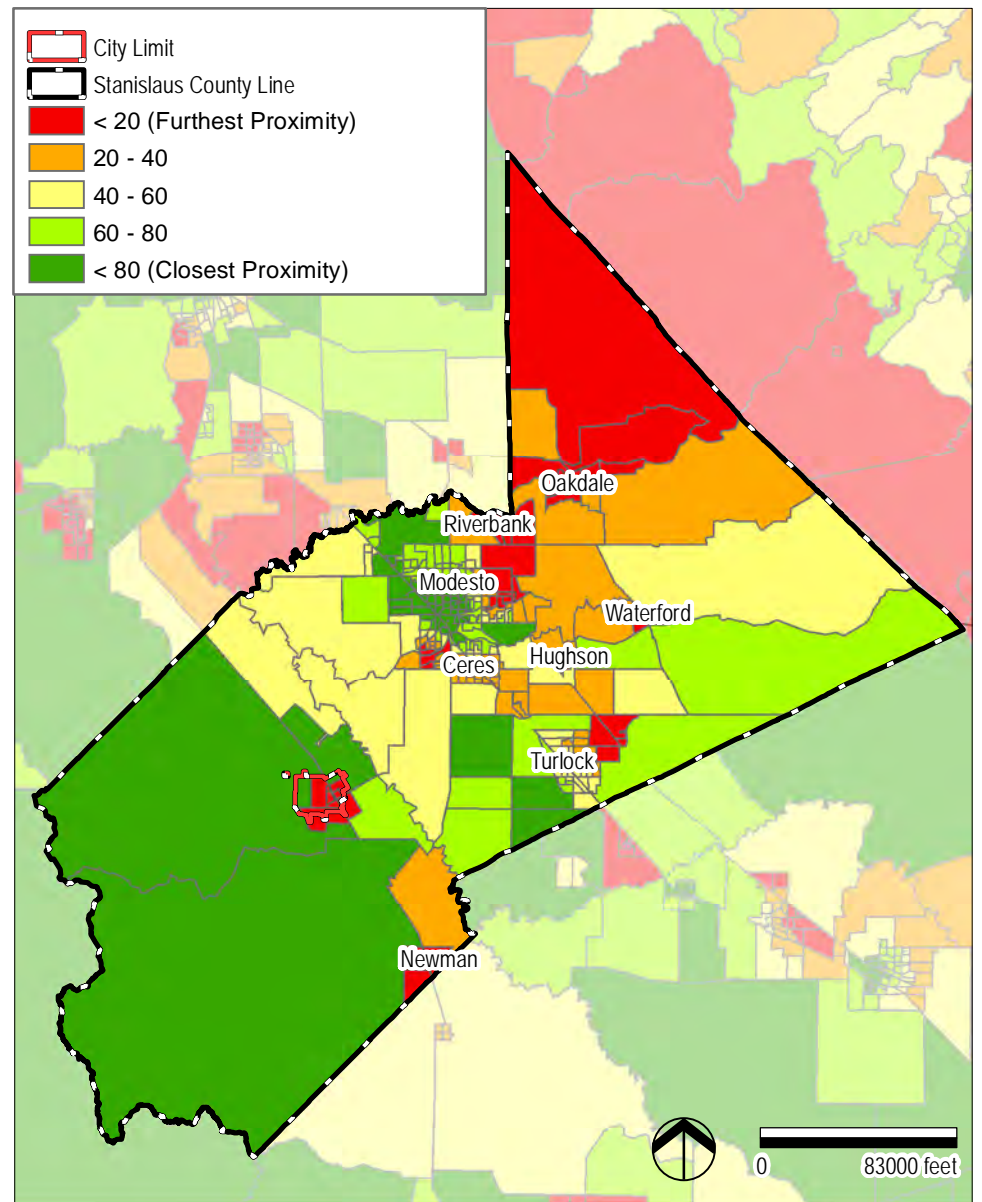 City Limit
Stanislaus County Line
< 20 (Furthest Proximity)
20 - 40
40 - 60
60 - 80
< 80 (Closest Proximity)
Oakdale
Riverbank
Modesto
Waterford
Hughson
Ceres
Turlock
Newman
0 83000 feet